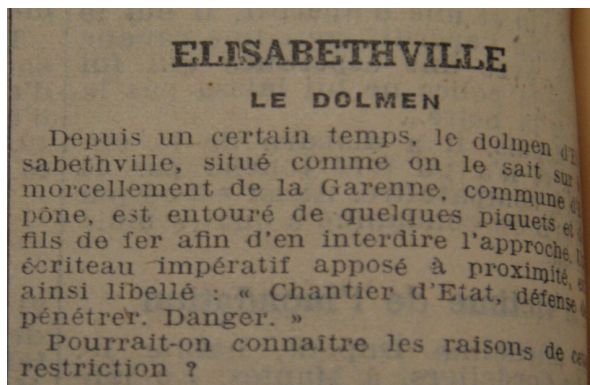 ELISABETHVILLE
LE DOLMEN
Depuis un certain temps, le dolmen d'E
sabethville, situé comme on le sait sur
morcellement de la Garenne, commune d'
pône, est entouré de quelques piquets et
fils de fer afin d'en interdire l'approche.
écriteau impératif apposé à proximité,
ainsi libellé : « Chantier d'Etat, défense
pénétrer. Danger. »
Pourrait-on connaître les raisons de
restriction ?